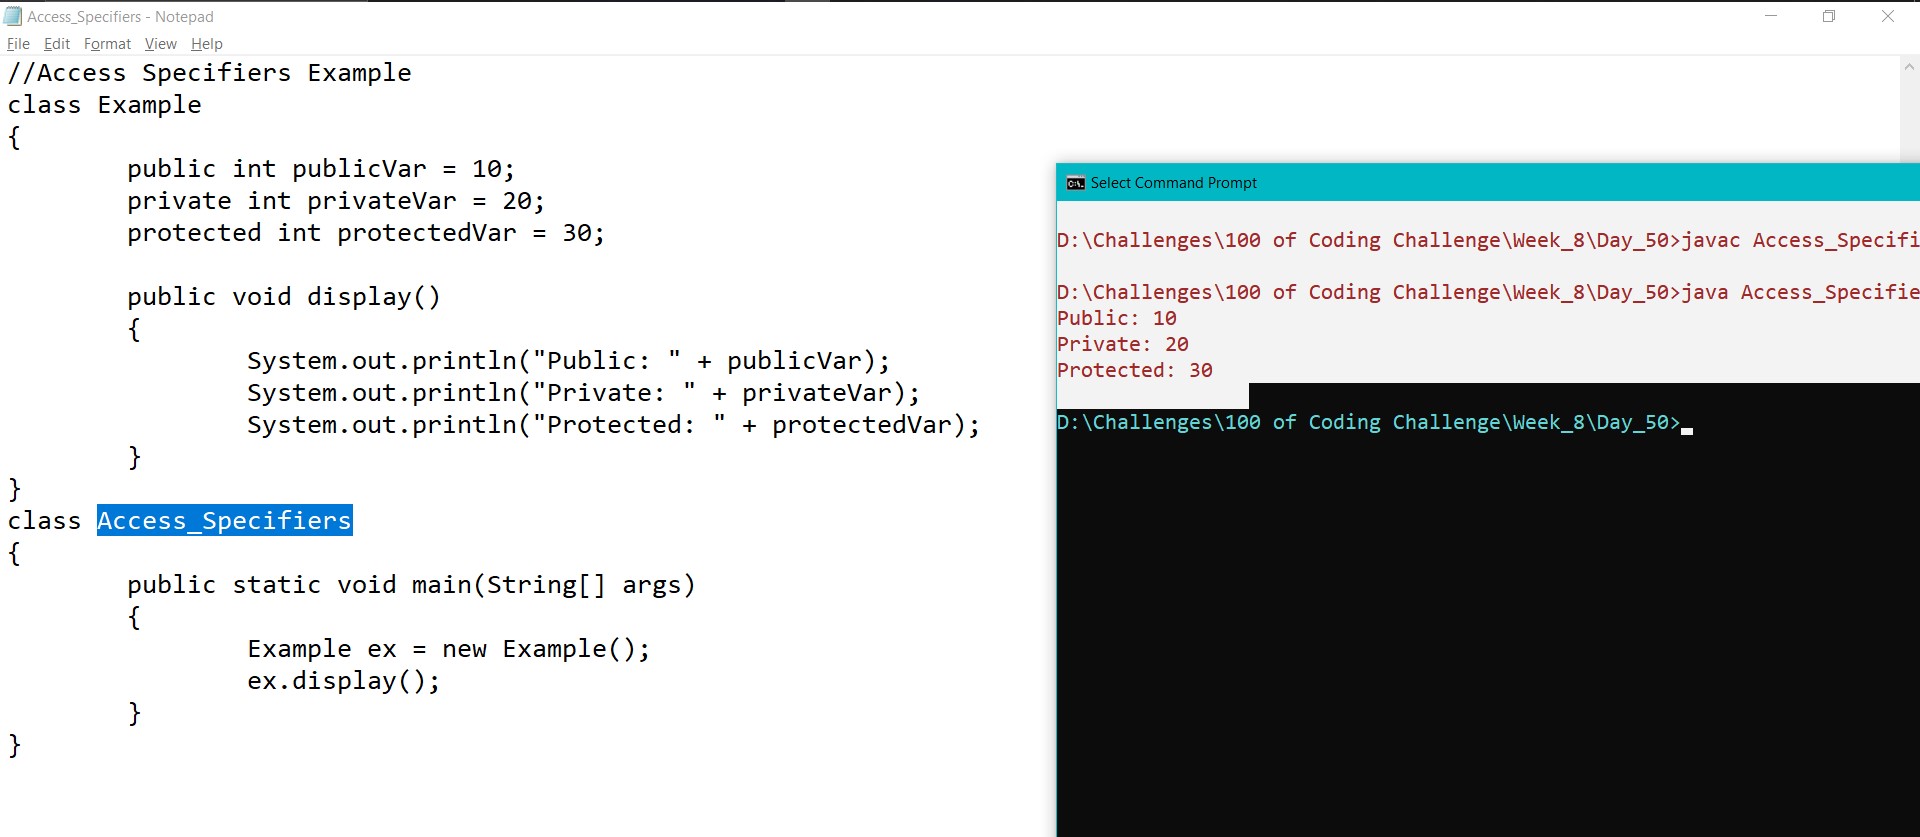 Access_Specifiers - Notepad
File Edit Format View Help
//Access Specifiers Example
class Example
{
public int publicVar = 10;
private int privateVar = 20;
protected int protectedVar = 30;
public void display()
{
System.out.println("Public: " + publicVar);
System.out.println("Private: " + privateVar);
System.out.println("Protected: " + protectedVar);
}
}
class Access_Specifiers
{
public static void main(String[] args)
{
Example ex = new Example();
ex.display();
}
}
Select Command Prompt
D:\Challenges\100 of Coding Challenge\Week_8\Day_50>javac Access_Specifi
D:\Challenges\100 of Coding Challenge\Week_8\Day_50>java Access_Specifie
Public: 10
Private: 20
Protected: 30
D:\Challenges\100 of Coding Challenge\Week_8\Day_50>